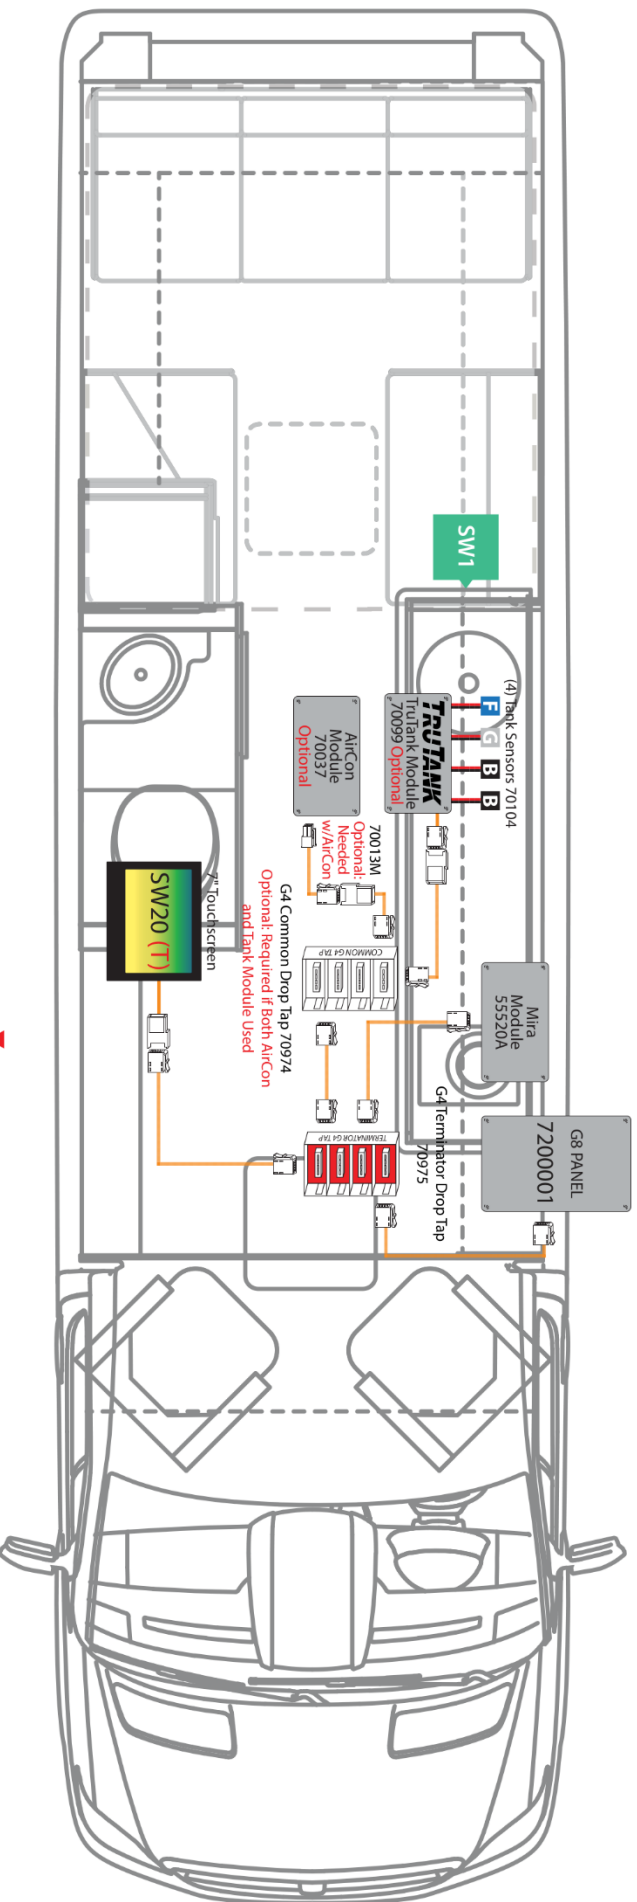 SW1
(4) Tank Sensors 70104
F
G
B
B
TRUTANK
TruTank Module
70099 Optional
AirCon
Module
70037
Optional
70013M
Optional:
Needed
w/AirCon
7" Touchscreen
SW20 (T)
G4 Common Drop Tap 70974
Optional: Required if Both AirCon
and Tank Module Used
COMMON G4 TAP
Mira
Module
55520A
G4 Terminator Drop Tap
70975
TERMINATOR G4 TAP
G8 PANEL
7200001